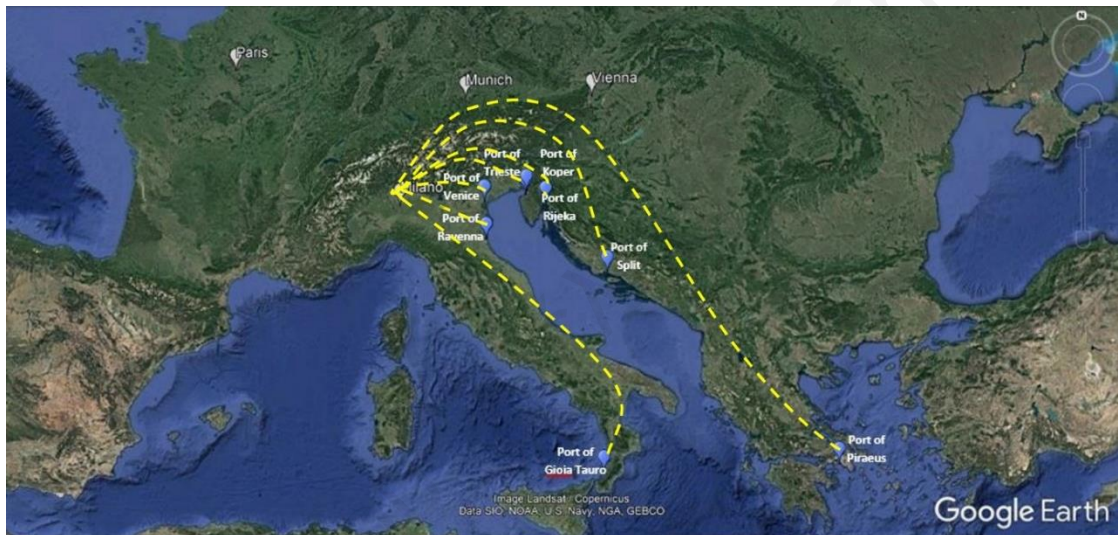 N
Paris
Munich
Vienna
Port of
Trieste
Port of
Koper
Milano
Port of
Venice
Port of
Rijeka
Port of
Ravenna
Port of
Split
Port of
Piraeus
Port of
Gioia Tauro
Image Landsat / Copernicus
Data SIO, NOAA, U.S. Navy, NGA, GEBCO
Google Earth